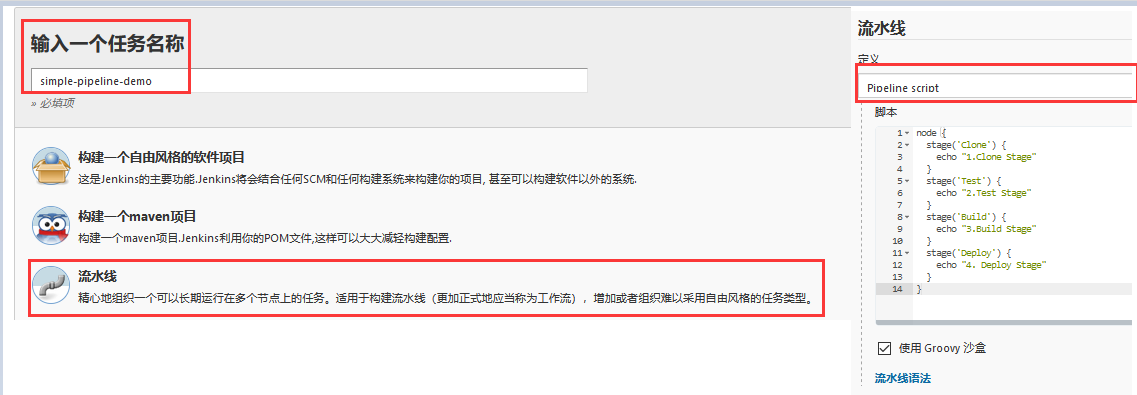 输入一个任务名称
simple-pipeline-demo
» 必填项
构建一个自由风格的软件项目
这是Jenkins的主要功能.Jenkins将会结合任何SCM和任何构建系统来构建你的项目, 甚至可以构建软件以外的系统.
构建一个maven项目
构建一个maven项目.Jenkins利用你的POM文件,这样可以大大减轻构建配置.
流水线
精心地组织一个可以长期运行在多个节点上的任务。适用于构建流水线（更加正式地应当称为工作流），增加或者组织难以采用自由风格的任务类型。
流水线
定义
Pipeline script
脚本
1 node {
2 stage('Clone') {
3 echo "1.Clone Stage"
4 }
5 stage('Test') {
6 echo "2.Test Stage"
7 }
8 stage('Build') {
9 echo "3.Build Stage"
10 }
11 stage('Deploy') {
12 echo "4. Deploy Stage"
13 }
14 }
使用 Groovy 沙盒
流水线语法